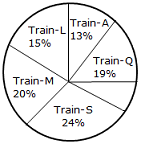 Train-L
15%
Train-A
13%
Train-Q
19%
Train-M
20%
Train-S
24%